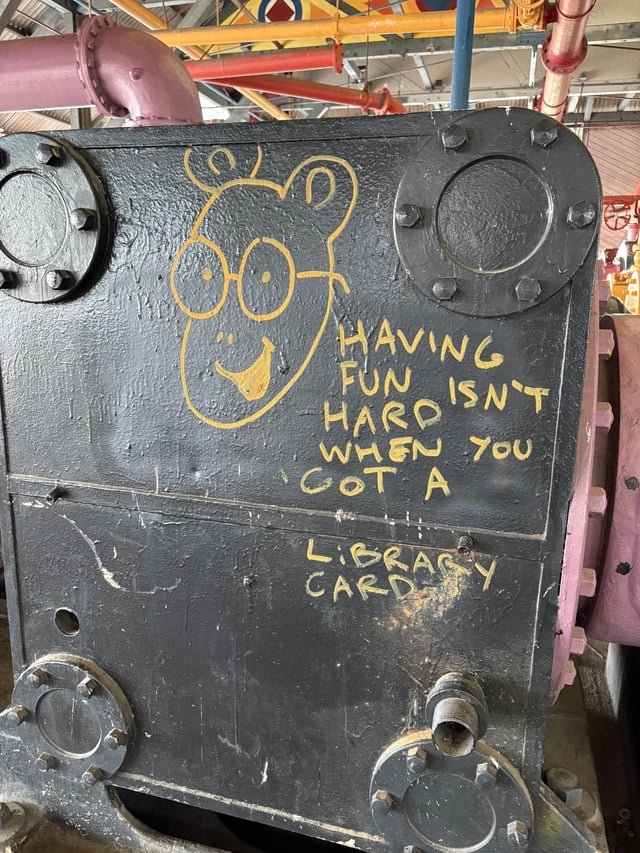 HAVING
FUN ISN'T
HARD
WHEN YOU
GOT A
LiBRARY
CARD